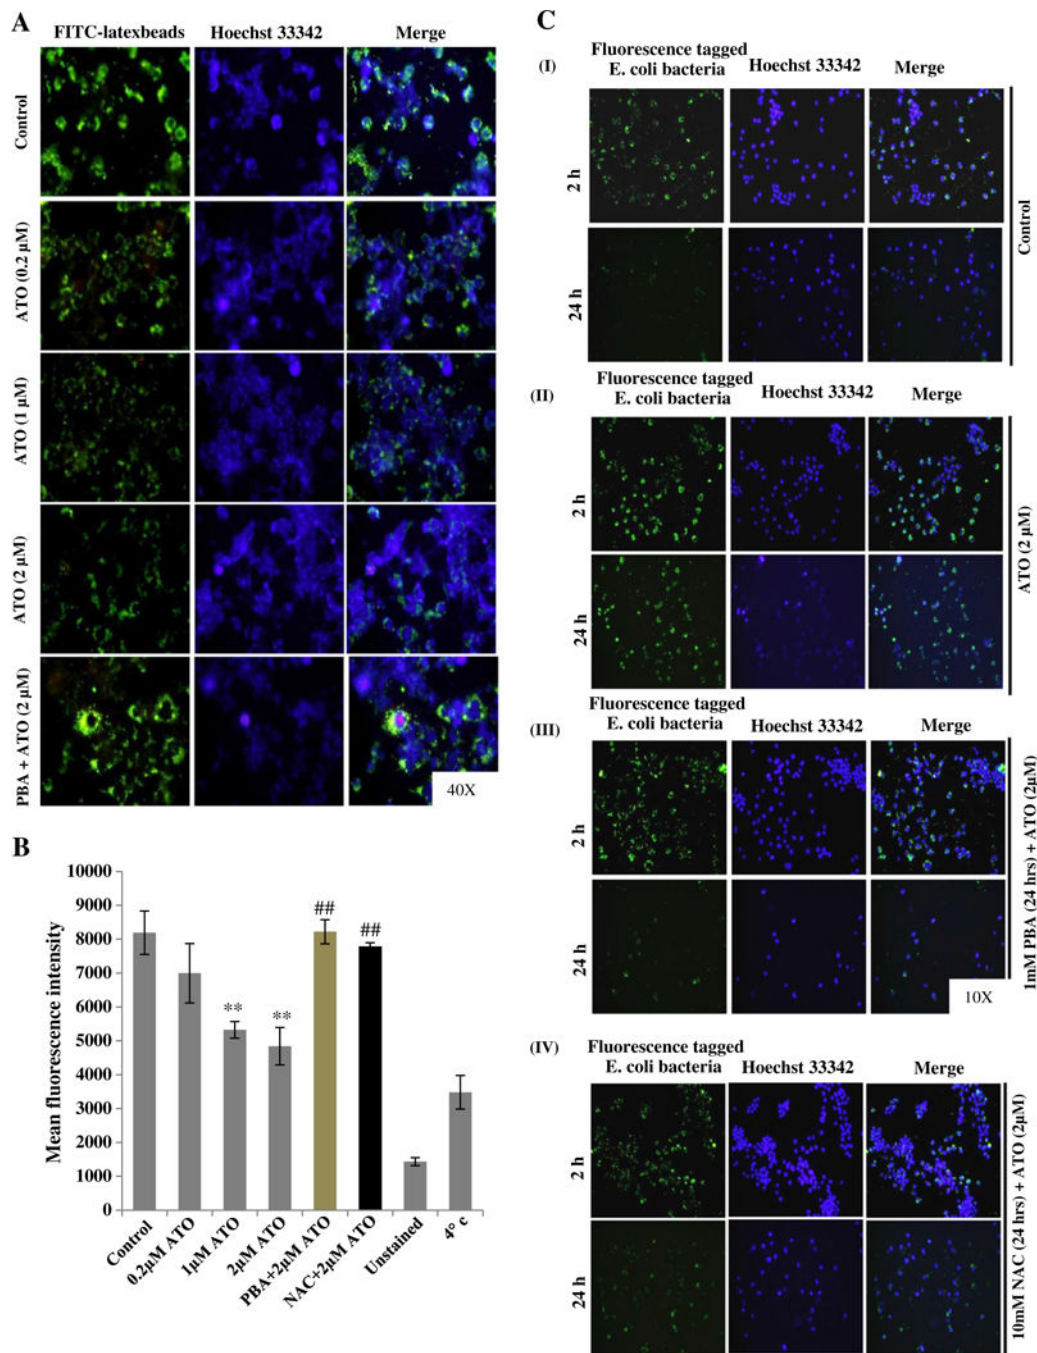 A
FITC-latexbeads Hoechst 33342 Merge
Control
ATO (0.2 μM)
ATO (1 μM)
ATO (2 μM)
PBA + ATO (2 μM)
40X
B
Mean fluorescence intensity
10000
9000
8000
7000
6000
5000
4000
3000
2000
1000
0
**
**
##
##
Control
0.2μM ATO
1μM ATO
2μM ATO
PBA+2μM ATO
NAC+2μM ATO
Unstained
4° c
C
(I)
Fluorescence tagged
E. coli bacteria Hoechst 33342 Merge
2 h
24 h
Control
(II)
Fluorescence tagged
E. coli bacteria Hoechst 33342 Merge
2 h
24 h
ATO (2 μM)
(III)
Fluorescence tagged
E. coli bacteria Hoechst 33342 Merge
2 h
24 h
10X
1mM PBA (24 hrs) + ATO (2μM)
(IV)
Fluorescence tagged
E. coli bacteria Hoechst 33342 Merge
2 h
24 h
10mM NAC (24 hrs) + ATO (2μM)